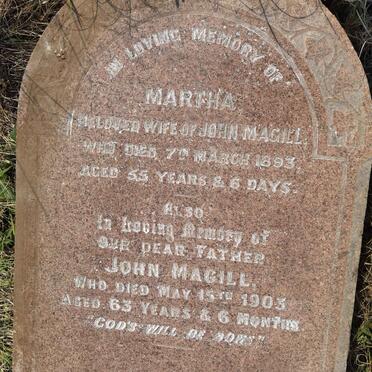 IN LOVING MEMORY OF
MARTHA
BELOVED WIFE OF JOHN MAGILL
WHO DIED 7TH MARCH 1893
AGED 55 YEARS & 6 DAYS.
ALSO
In Loving Memory of
OUR DEAR FATHER
JOHN MAGILL,
WHO DIED MAY 15TH 1903
AGED 63 YEARS & 6 MONTHS
"GOD'S WILL BE DONE"